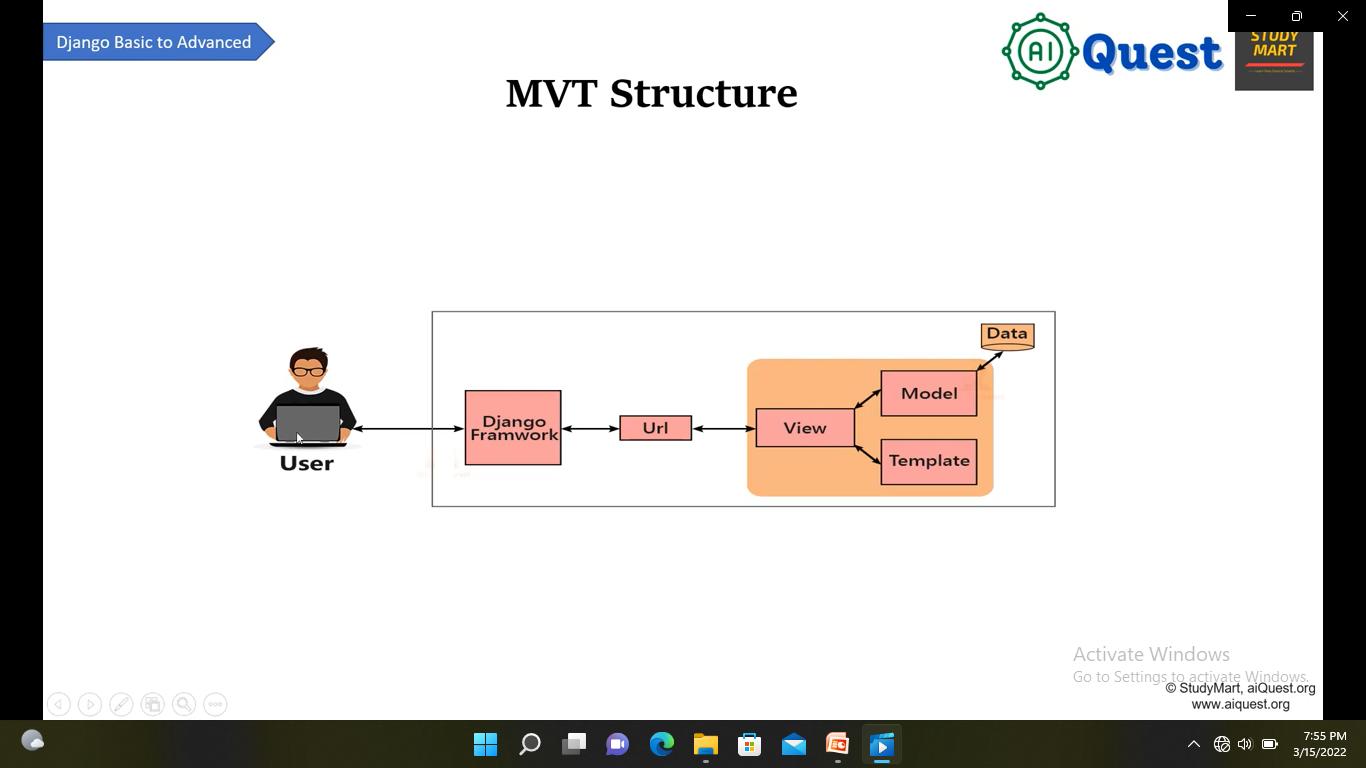 Django Basic to Advanced
AI Quest
STUDY
MART
MVT Structure
Data
Model
Django
Framwork
Url
View
Template
User
Activate Windows
Go to Settings to activate Windows.
© StudyMart, aiQuest.org
www.aiquest.org
7:55 PM
3/15/2022